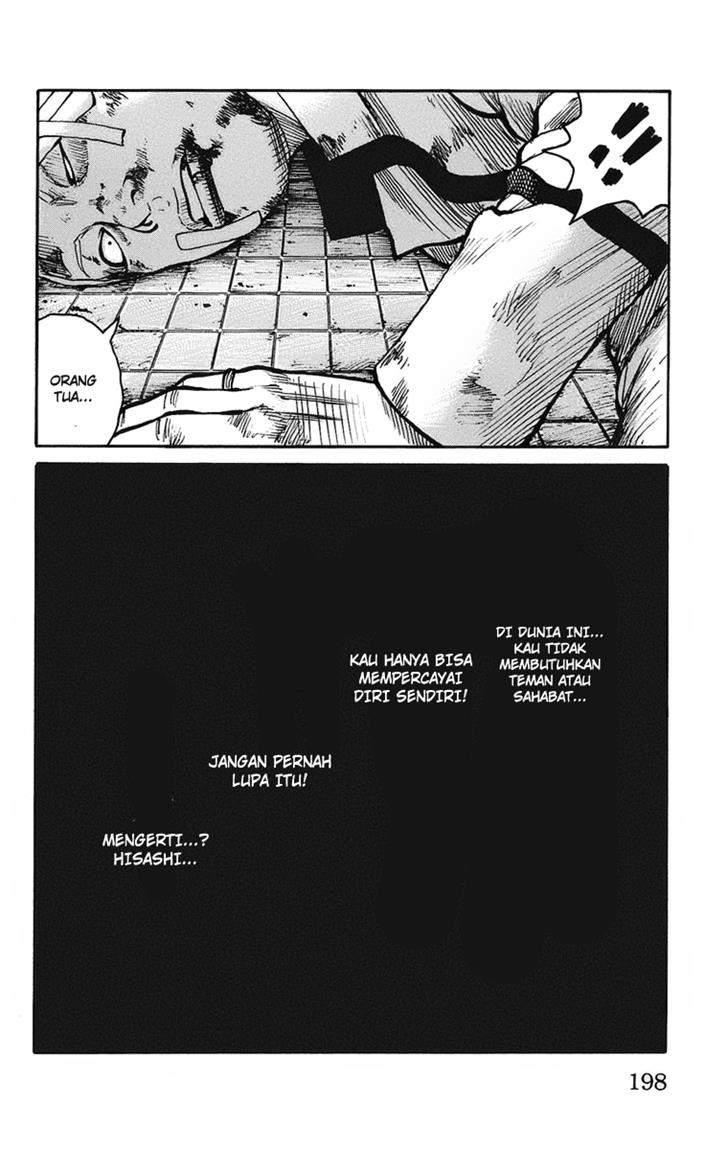 !!
ORANG
TUA...
DI DUNIA INI...
KAU TIDAK
MEMBUTUHKAN
TEMAN ATAU
SAHABAT...
KAU HANYA BISA
MEMPERCAYAI
DIRI SENDIRI!
JANGAN PERNAH
LUPA ITU!
MENGERTI...?
HISASHI...
198